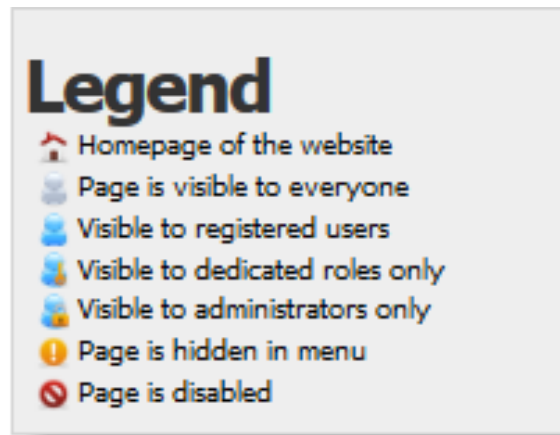 Legend
Homepage of the website
Page is visible to everyone
Visible to registered users
Visible to dedicated roles only
Visible to administrators only
Page is hidden in menu
Page is disabled